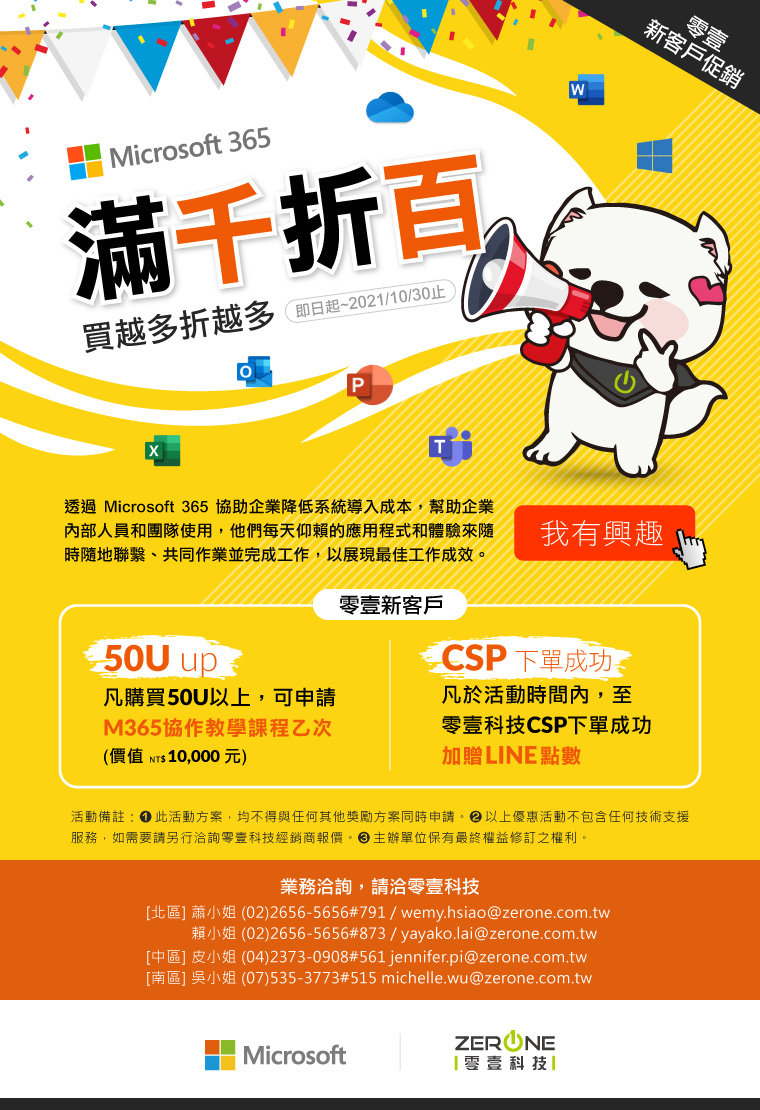 零壹
新客戶促銷
W
Microsoft 365
滿千折百
買越多折越多
即日起~2021/10/30止
O
P
X
T
透過 Microsoft 365 協助企業降低系統導入成本，幫助企業
內部人員和團隊使用，他們每天仰賴的應用程式和體驗來隨
時隨地聯繫、共同作業並完成工作，以展現最佳工作成效。
我有興趣
零壹新客戶
50U up
凡購買50U以上，可申請
M365協作教學課程乙次
(價值 NT$ 10,000 元)
CSP 下單成功
凡於活動時間內，至
零壹科技CSP下單成功
加贈LINE點數
活動備註：❶此活動方案，均不得與任何其他獎勵方案同時申請。❷以上優惠活動不包含任何技術支援
服務，如需要請另行洽詢零壹科技經銷商報價。❸主辦單位保有最終權益修訂之權利。
業務洽詢，請洽零壹科技
[北區] 蕭小姐 (02)2656-5656#791 / wemy.hsiao@zerone.com.tw
賴小姐 (02)2656-5656#873 / yayako.lai@zerone.com.tw
[中區] 皮小姐 (04)2373-0908#561 jennifer.pi@zerone.com.tw
[南區] 吳小姐 (07)535-3773#515 michelle.wu@zerone.com.tw
Microsoft
ZERONE
零壹科技